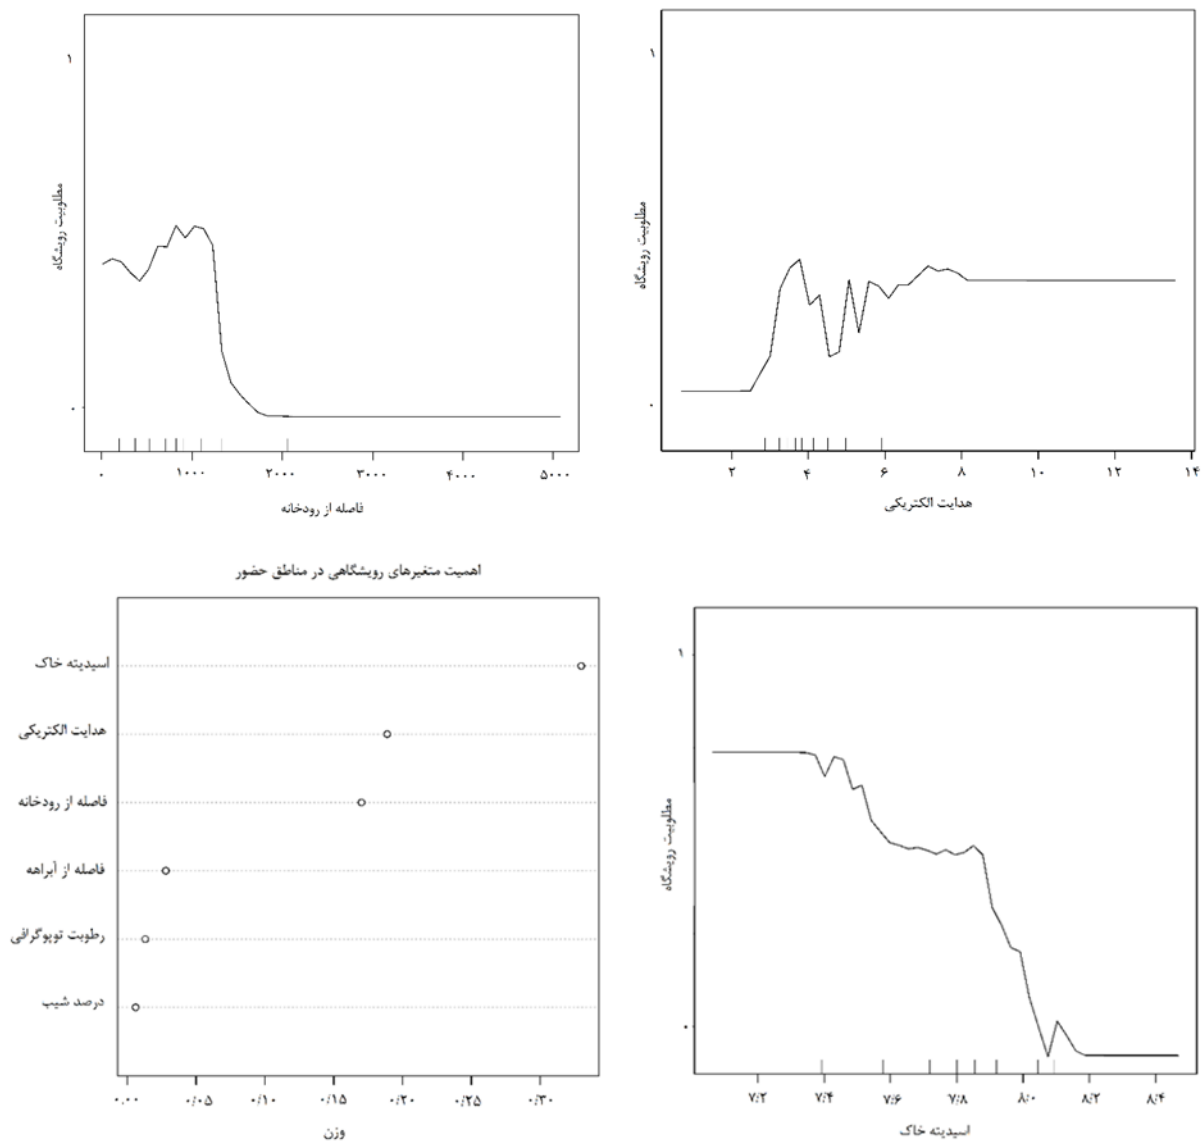 ۱
مطلوبیت رویشگاه
۰
۰ ۱۰۰۰ ۲۰۰۰ ۳۰۰۰ ۴۰۰۰ ۵۰۰۰
فاصله از رودخانه
۱
مطلوبیت رویشگاه
۰
۲ ۴ ۶ ۸ ۱۰ ۱۲ ۱۴
هدایت الکتریکی
اهمیت متغیرهای رویشگاهی در مناطق حضور
اسیدیته خاک
هدایت الکتریکی
فاصله از رودخانه
فاصله از آبراهه
رطوبت توپوگرافی
درصد شیب
۰.۰۰ ۰/۰۵ ۰/۱۰ ۰/۱۵ ۰/۲۰ ۰/۲۵ ۰/۳۰
وزن
۱
مطلوبیت رویشگاه
۰
۷/۲ ۷/۴ ۷/۶ ۷/۸ ۸/۰ ۸/۲ ۸/۴
اسیدیته خاک